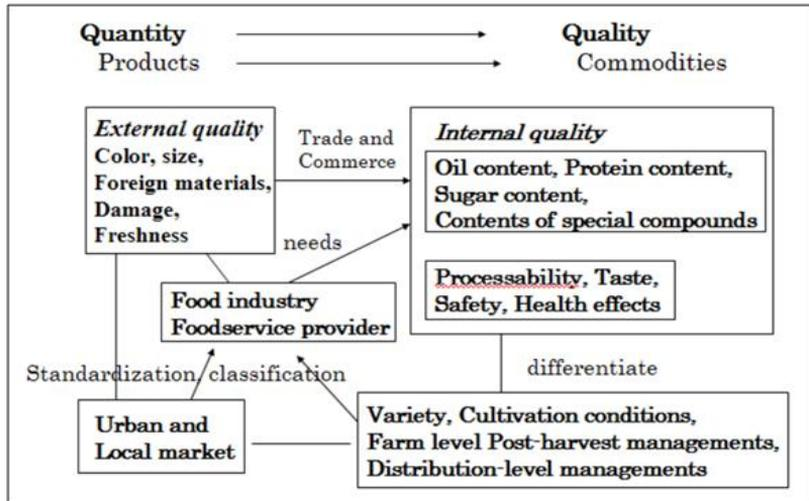 Quantity
Quality
Products
Commodities
External quality
Color, size,
Foreign materials,
Damage,
Freshness
Trade and
Commerce
Internal quality
Oil content, Protein content,
Sugar content,
Contents of special compounds
needs
Processability, Taste,
Safety, Health effects
Food industry
Foodservice provider
Standardization, classification
differentiate
Urban and
Local market
Variety, Cultivation conditions,
Farm level Post-harvest managements,
Distribution-level managements